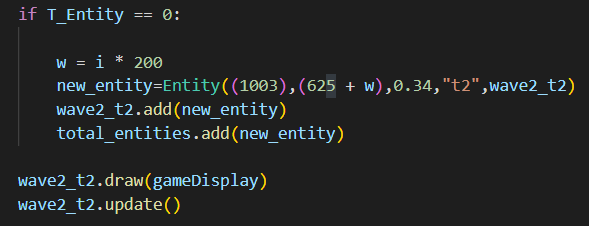 if T_Entity == 0:
w = i * 200
new_entity=Entity((1003),(625 + w),0.34,"t2",wave2_t2)
wave2_t2.add(new_entity)
total_entities.add(new_entity)
wave2_t2.draw(gameDisplay)
wave2_t2.update()